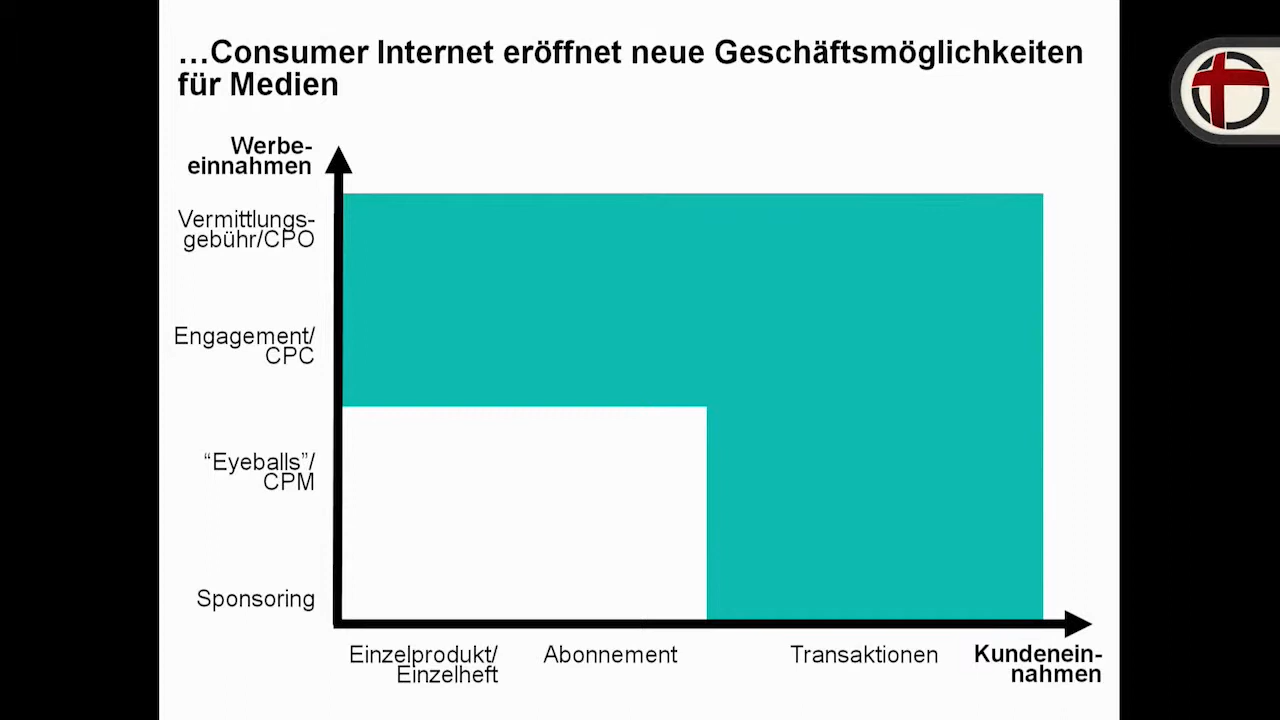 …Consumer Internet eröffnet neue Geschäftsmöglichkeiten
für Medien
Werbe-
einnahmen
Vermittlungs-
gebühr/CPO
Engagement/
CPC
“Eyeballs”/
CPM
Sponsoring
Einzelprodukt/
Einzelheft
Abonnement
Transaktionen
Kundenein-
nahmen